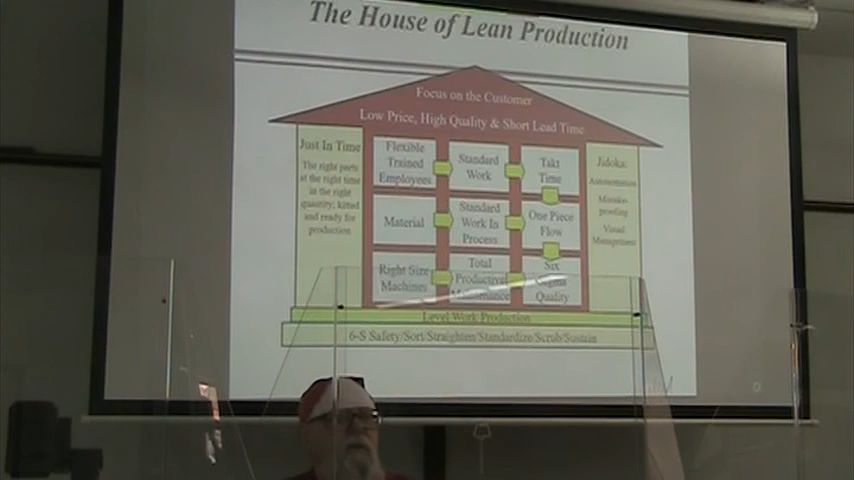 The House of Lean Production
Focus on the Customer
Low Price, High Quality & Short Lead Time
Just In Time
The right parts
at the right time
in the right
quantity; kitted
and ready for
production
Flexible
Trained
Employees
Standard
Work
Takt
Time
Material
Standard
Work In
Process
One Piece
Flow
Right Size
Machines
Total
Productive
Maintenance
Six
Sigma
Quality
Jidoka:
Autonomation
Mistake-
proofing
Visual
Management
Level Work Production
6-S Safety/Sort/Straighten/Standardize/Scrub/Sustain